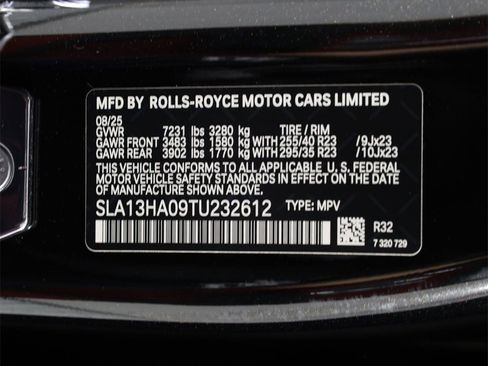 MFD BY ROLLS-ROYCE MOTOR CARS LIMITED
08/25
GVWR 7231 lbs 3280 kg TIRE / RIM
GAWR FRONT 3483 lbs 1580 kg ---- 255/40 R23 /9Jx23
GAWR REAR 3902 lbs 1770 kg ---- 295/35 R23 /10Jx23
THIS VEHICLE CONFORMS TO ALL APPLICABLE U. S. FEDERAL
MOTOR VEHICLE SAFETY STANDARDS IN EFFECT ON THE DATE
OF MANUFACTURE SHOWN ABOVE.
SLA13HA09TU232612 TYPE: MPV
R32
7 320 729